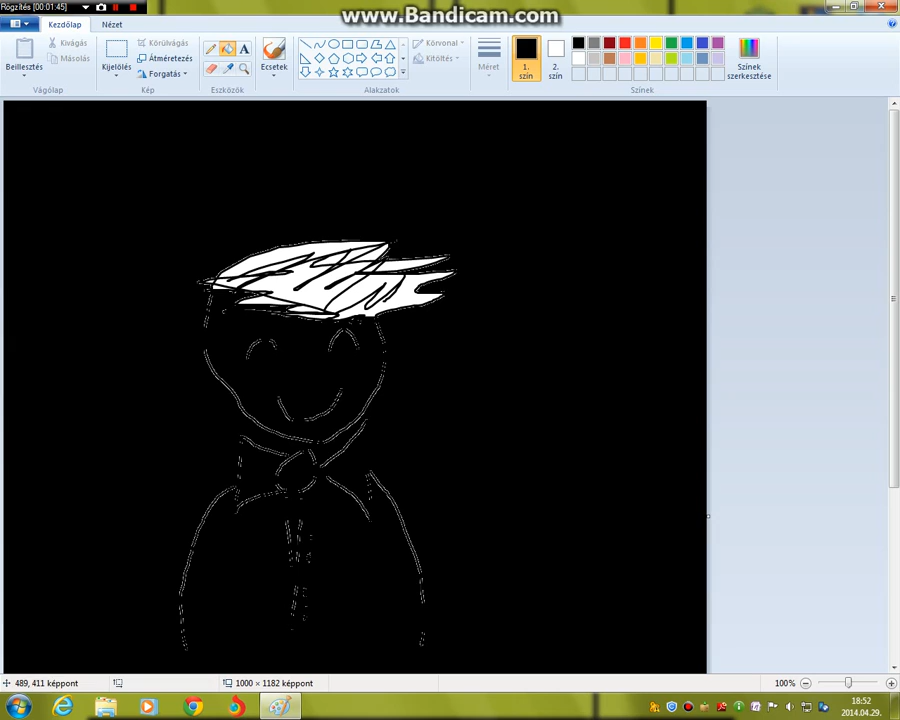 Rögzítés [00:01:45]
www.Bandicam.com
Kezdőlap
Nézet
Beillesztés
Kivágás
Másolás
Vágólap
Kijelölés
Körülvágás
Átméretezés
Forgatás
Kép
A
Eszközök
Ecsetek
Körvonal
Kitöltés
Alakzatok
Méret
1.
szín
2.
szín
Színek
szerkesztése
Színek
489, 411 képpont
1000 × 1182 képpont
100%
18:52
2014.04.29.